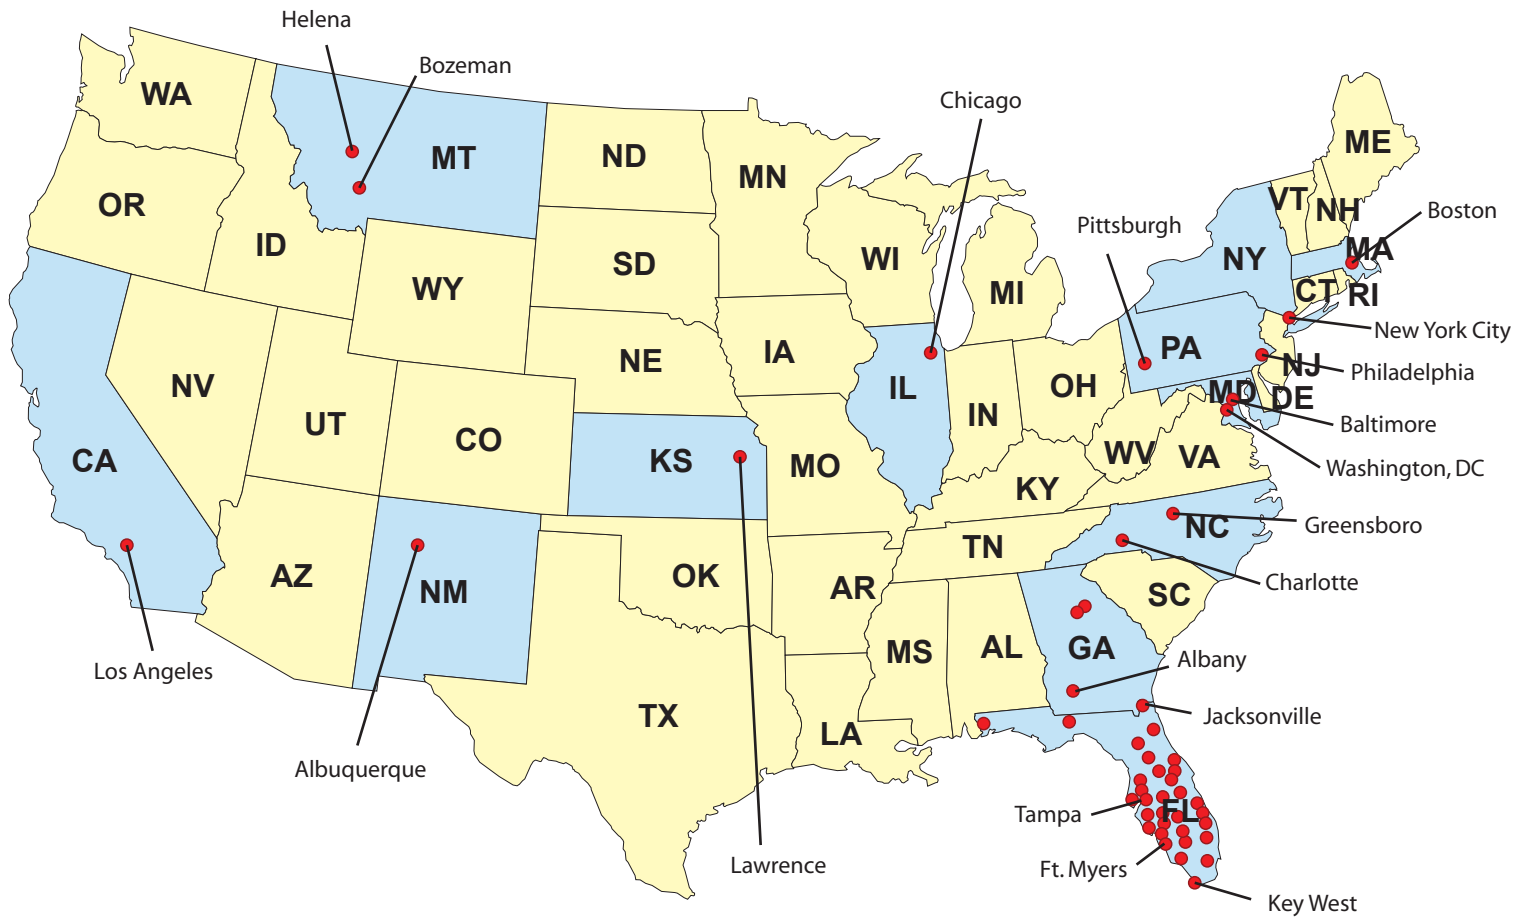 Helena
Bozeman
Chicago
WA
MT
ND
MN
ME
OR
ID
SD
WI
VT
NH
Boston
Pittsburgh
WY
MI
NY
MA
CT
RI
New York City
NV
UT
CO
NE
IA
IL
IN
OH
PA
NJ
Philadelphia
MD
DE
Baltimore
CA
KS
MO
KY
WV
VA
Washington, DC
AZ
NM
OK
AR
TN
NC
Greensboro
Charlotte
SC
Los Angeles
TX
LA
MS
AL
GA
Albany
Jacksonville
Albuquerque
Tampa
FL
Lawrence
Ft. Myers
Key West